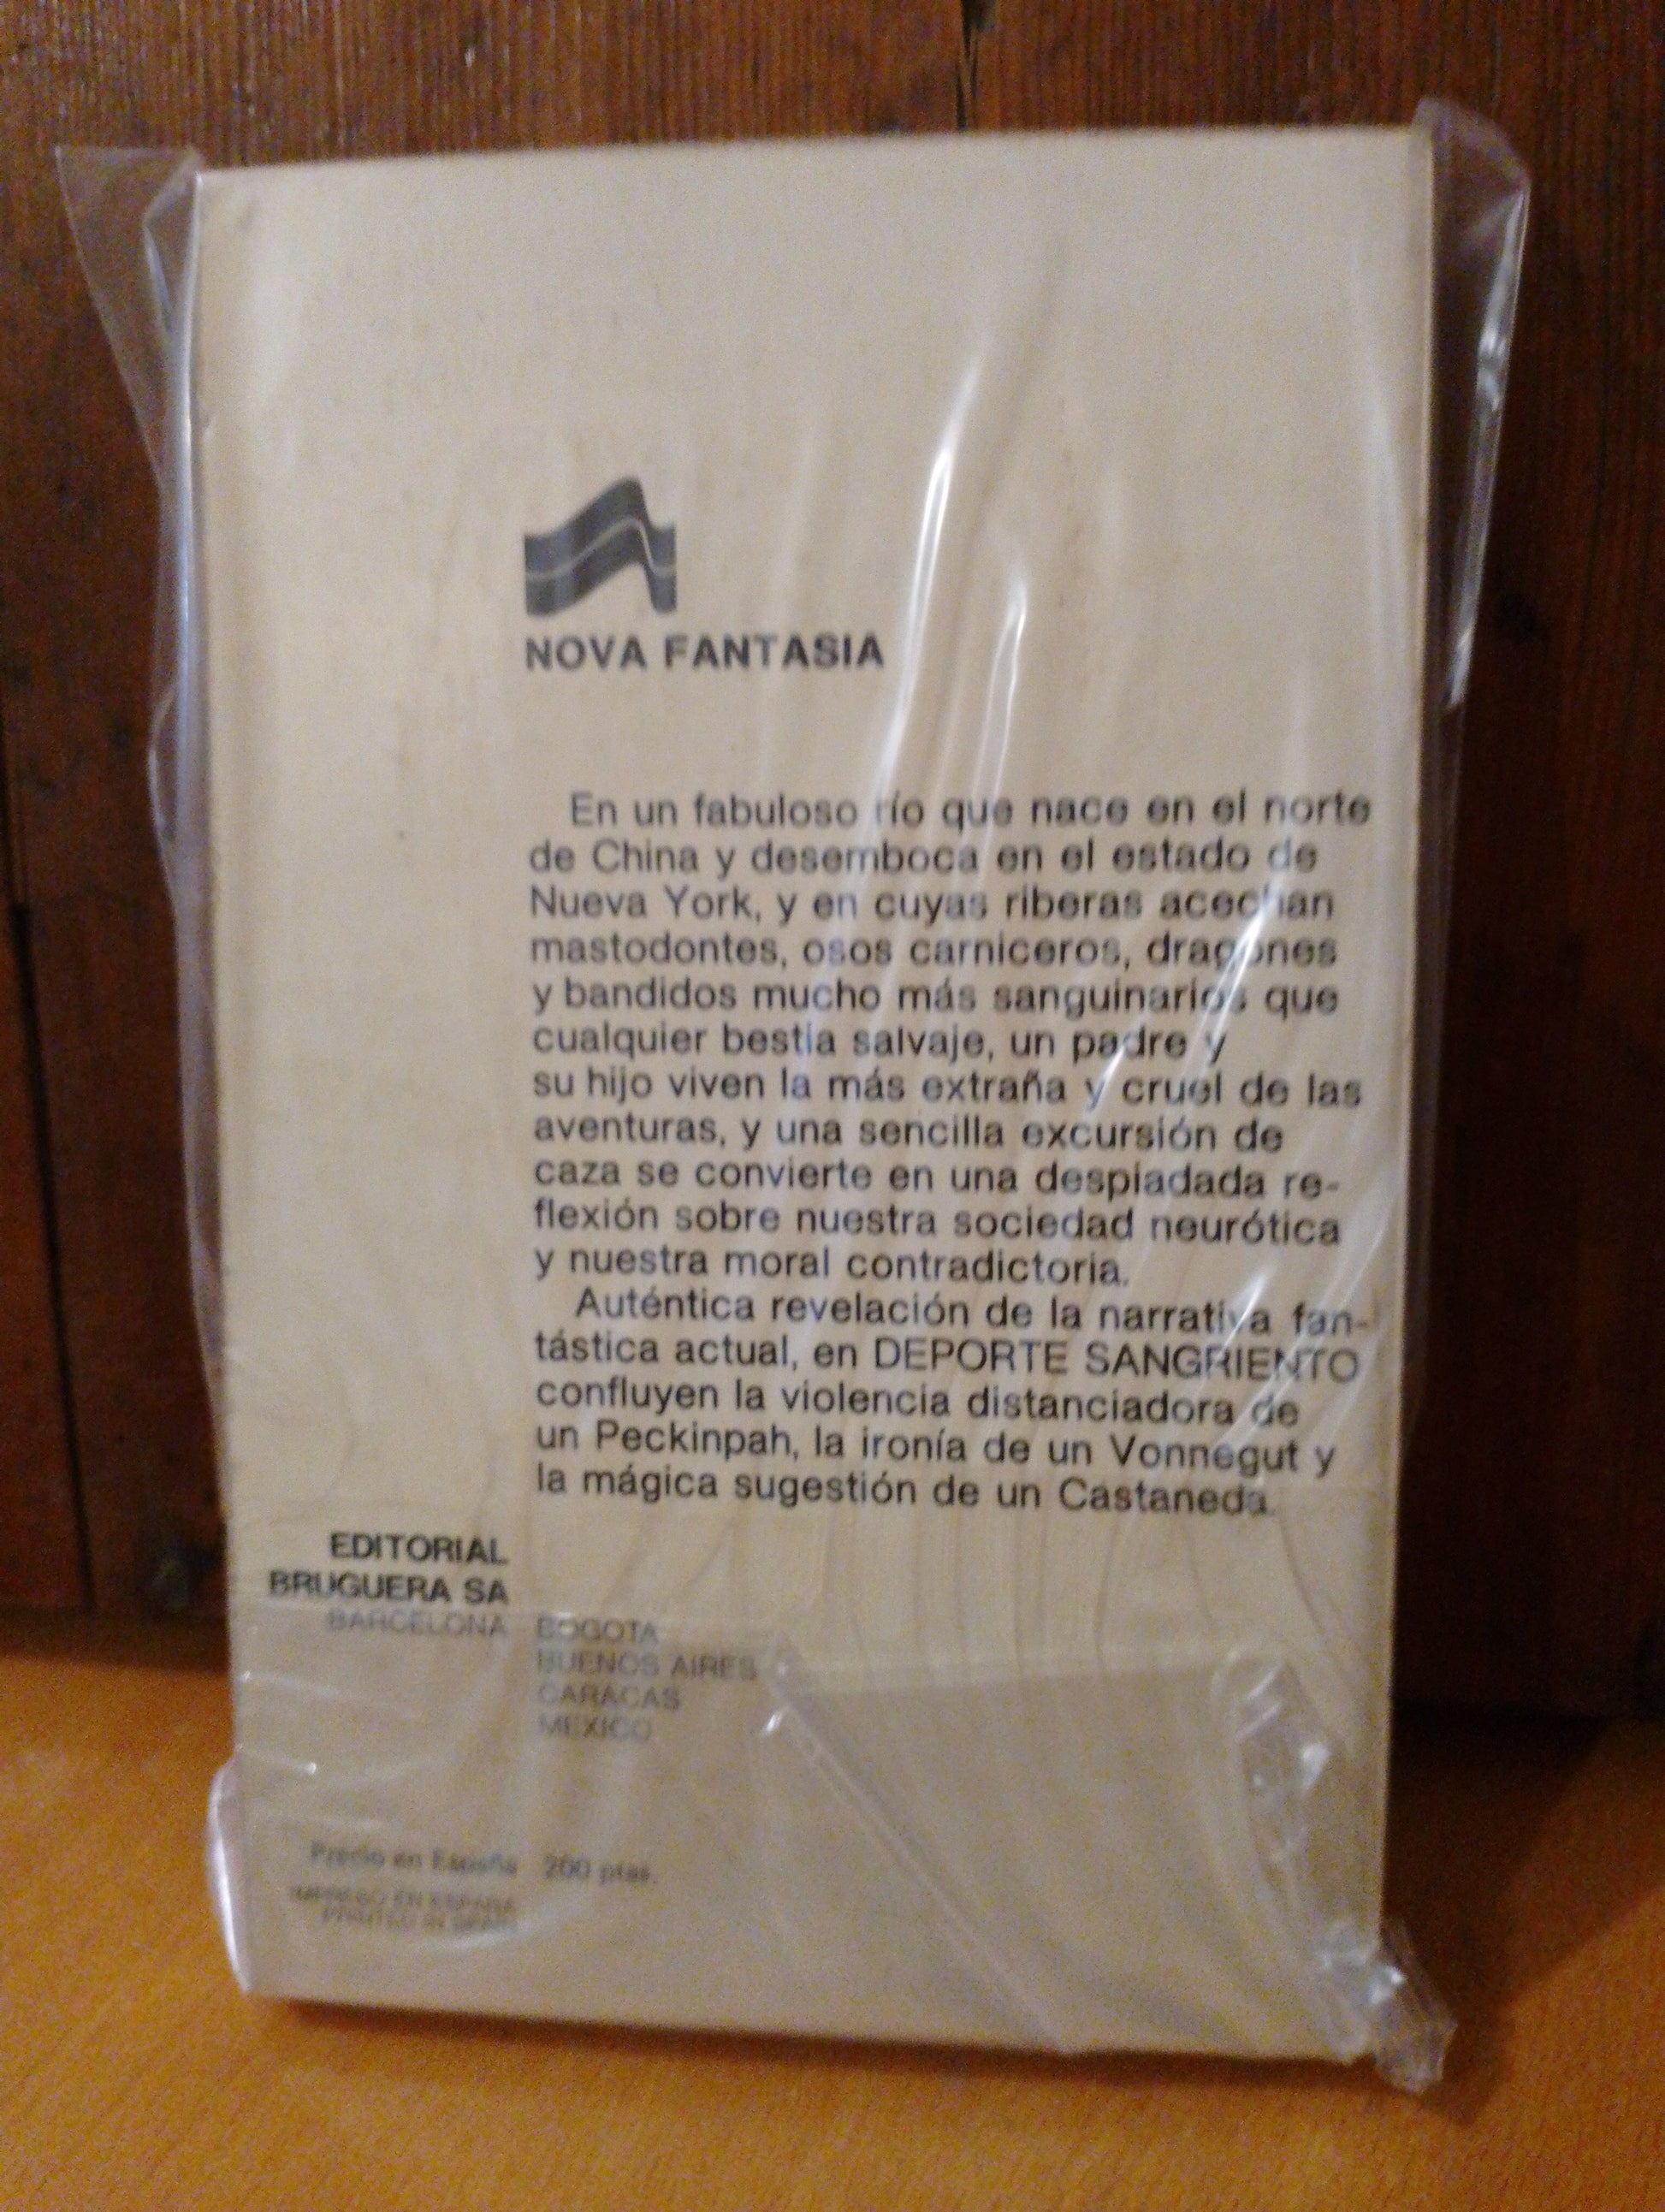 NOVA FANTASIA
En un fabuloso río que nace en el norte
de China y desemboca en el estado de
Nueva York, y en cuyas riberas acechan
mastodontes, osos carniceros, dragones
y bandidos mucho más sanguinarios que
cualquier bestia salvaje, un padre y
su hijo viven la más extraña y cruel de las
aventuras, y una sencilla excursión de
caza se convierte en una despiadada re-
flexión sobre nuestra sociedad neurótica
y nuestra moral contradictoria.
Auténtica revelación de la narrativa fan-
tástica actual, en DEPORTE SANGRIENTO
confluyen la violencia distanciadora de
un Peckinpah, la ironía de un Vonnegut y
la mágica sugestión de un Castaneda.
EDITORIAL
BRUGUERA SA
BARCELONA BOGOTA
BUENOS AIRES
CARACAS
MEXICO
Precio en España 200 ptas.
IMPRESO EN ESPAÑA
PRINTED IN SPAIN